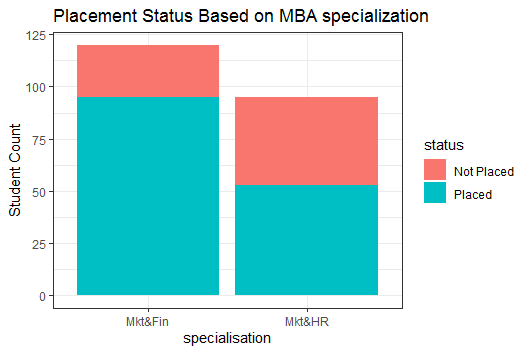 Placement Status Based on MBA specialization
Student Count
125
100
75
50
25
0
Mkt&Fin
Mkt&HR
specialisation
status
Not Placed
Placed